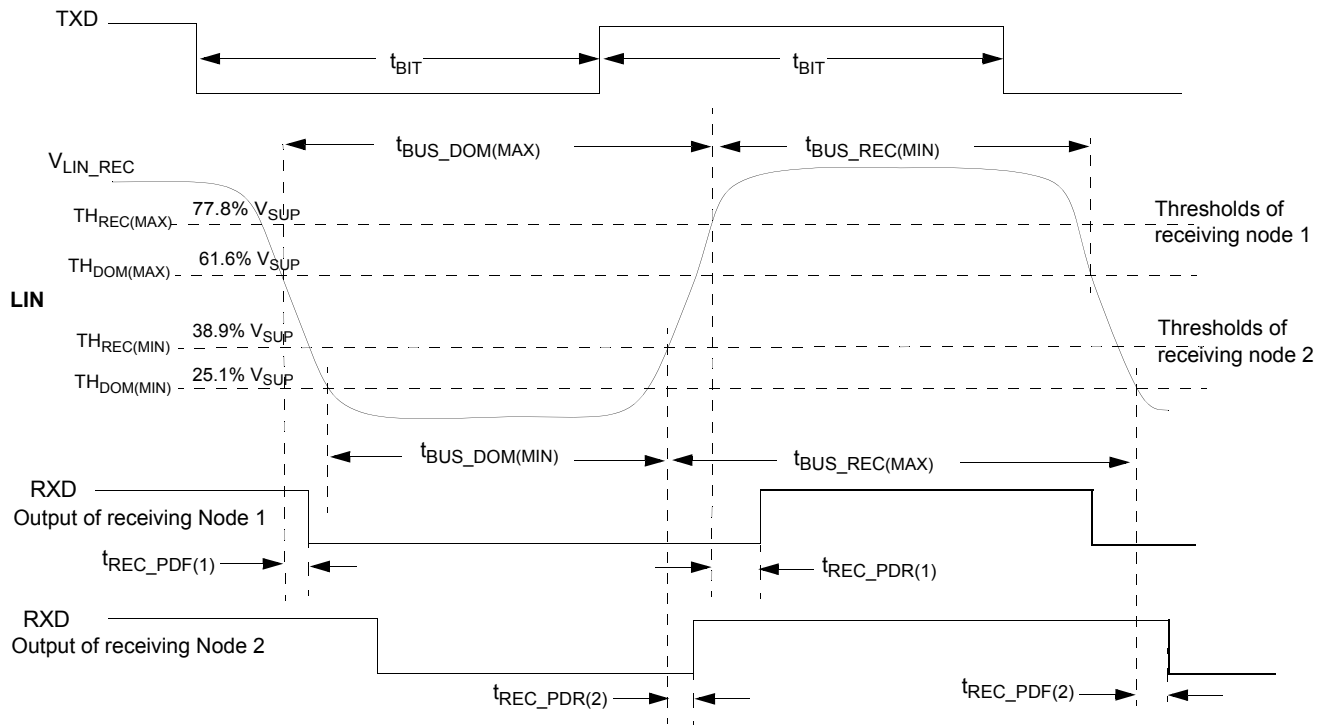 TXD
tBIT
tBIT
tBUS_DOM(MAX)
tBUS_REC(MIN)
VLIN_REC
THREC(MAX) 77.8% VSUP
Thresholds of
receiving node 1
THDOM(MAX) 61.6% VSUP
LIN
THREC(MIN) 38.9% VSUP
Thresholds of
receiving node 2
THDOM(MIN) 25.1% VSUP
tBUS_DOM(MIN)
tBUS_REC(MAX)
RXD
Output of receiving Node 1
tREC_PDF(1)
tREC_PDR(1)
RXD
Output of receiving Node 2
tREC_PDR(2)
tREC_PDF(2)